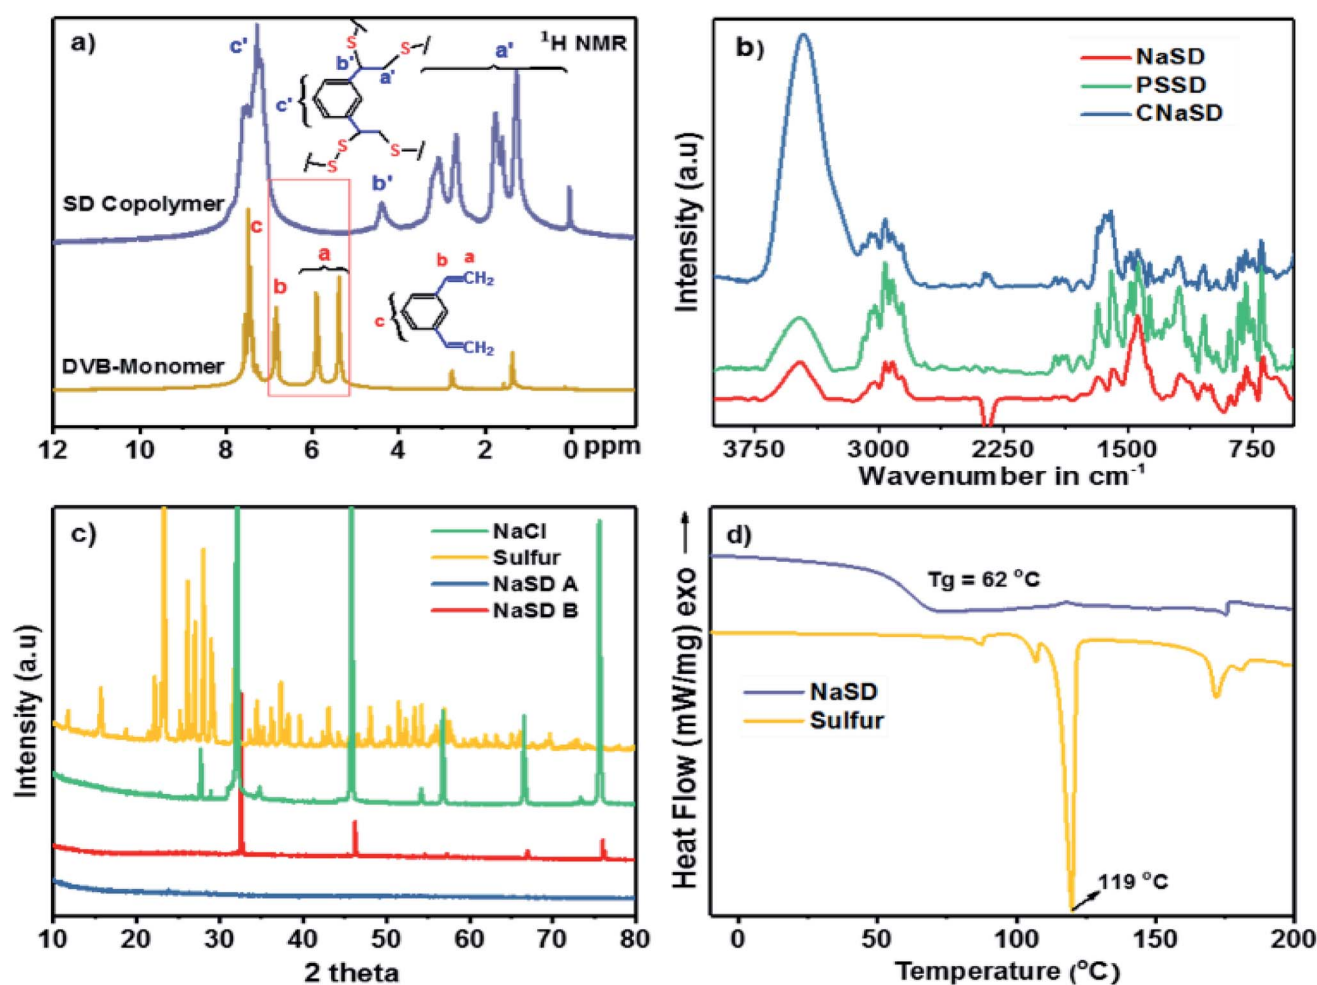 a)
¹H NMR
c'
S
S
b'
a'
a'
c'
S
S
S
b'
SD Copolymer
c
b
a
b a
CH₂
c
CH₂
DVB-Monomer
12 10 8 6 4 2 0 ppm
b)
NaSD
PSSD
CNaSD
Intensity (a.u)
3750 3000 2250 1500 750
Wavenumber in cm⁻¹
c)
NaCl
Sulfur
NaSD A
NaSD B
Intensity (a.u)
10 20 30 40 50 60 70 80
2 theta
d)
Tg = 62 °C
NaSD
Sulfur
119 °C
Heat Flow (mW/mg) exo
0 50 100 150 200
Temperature (°C)